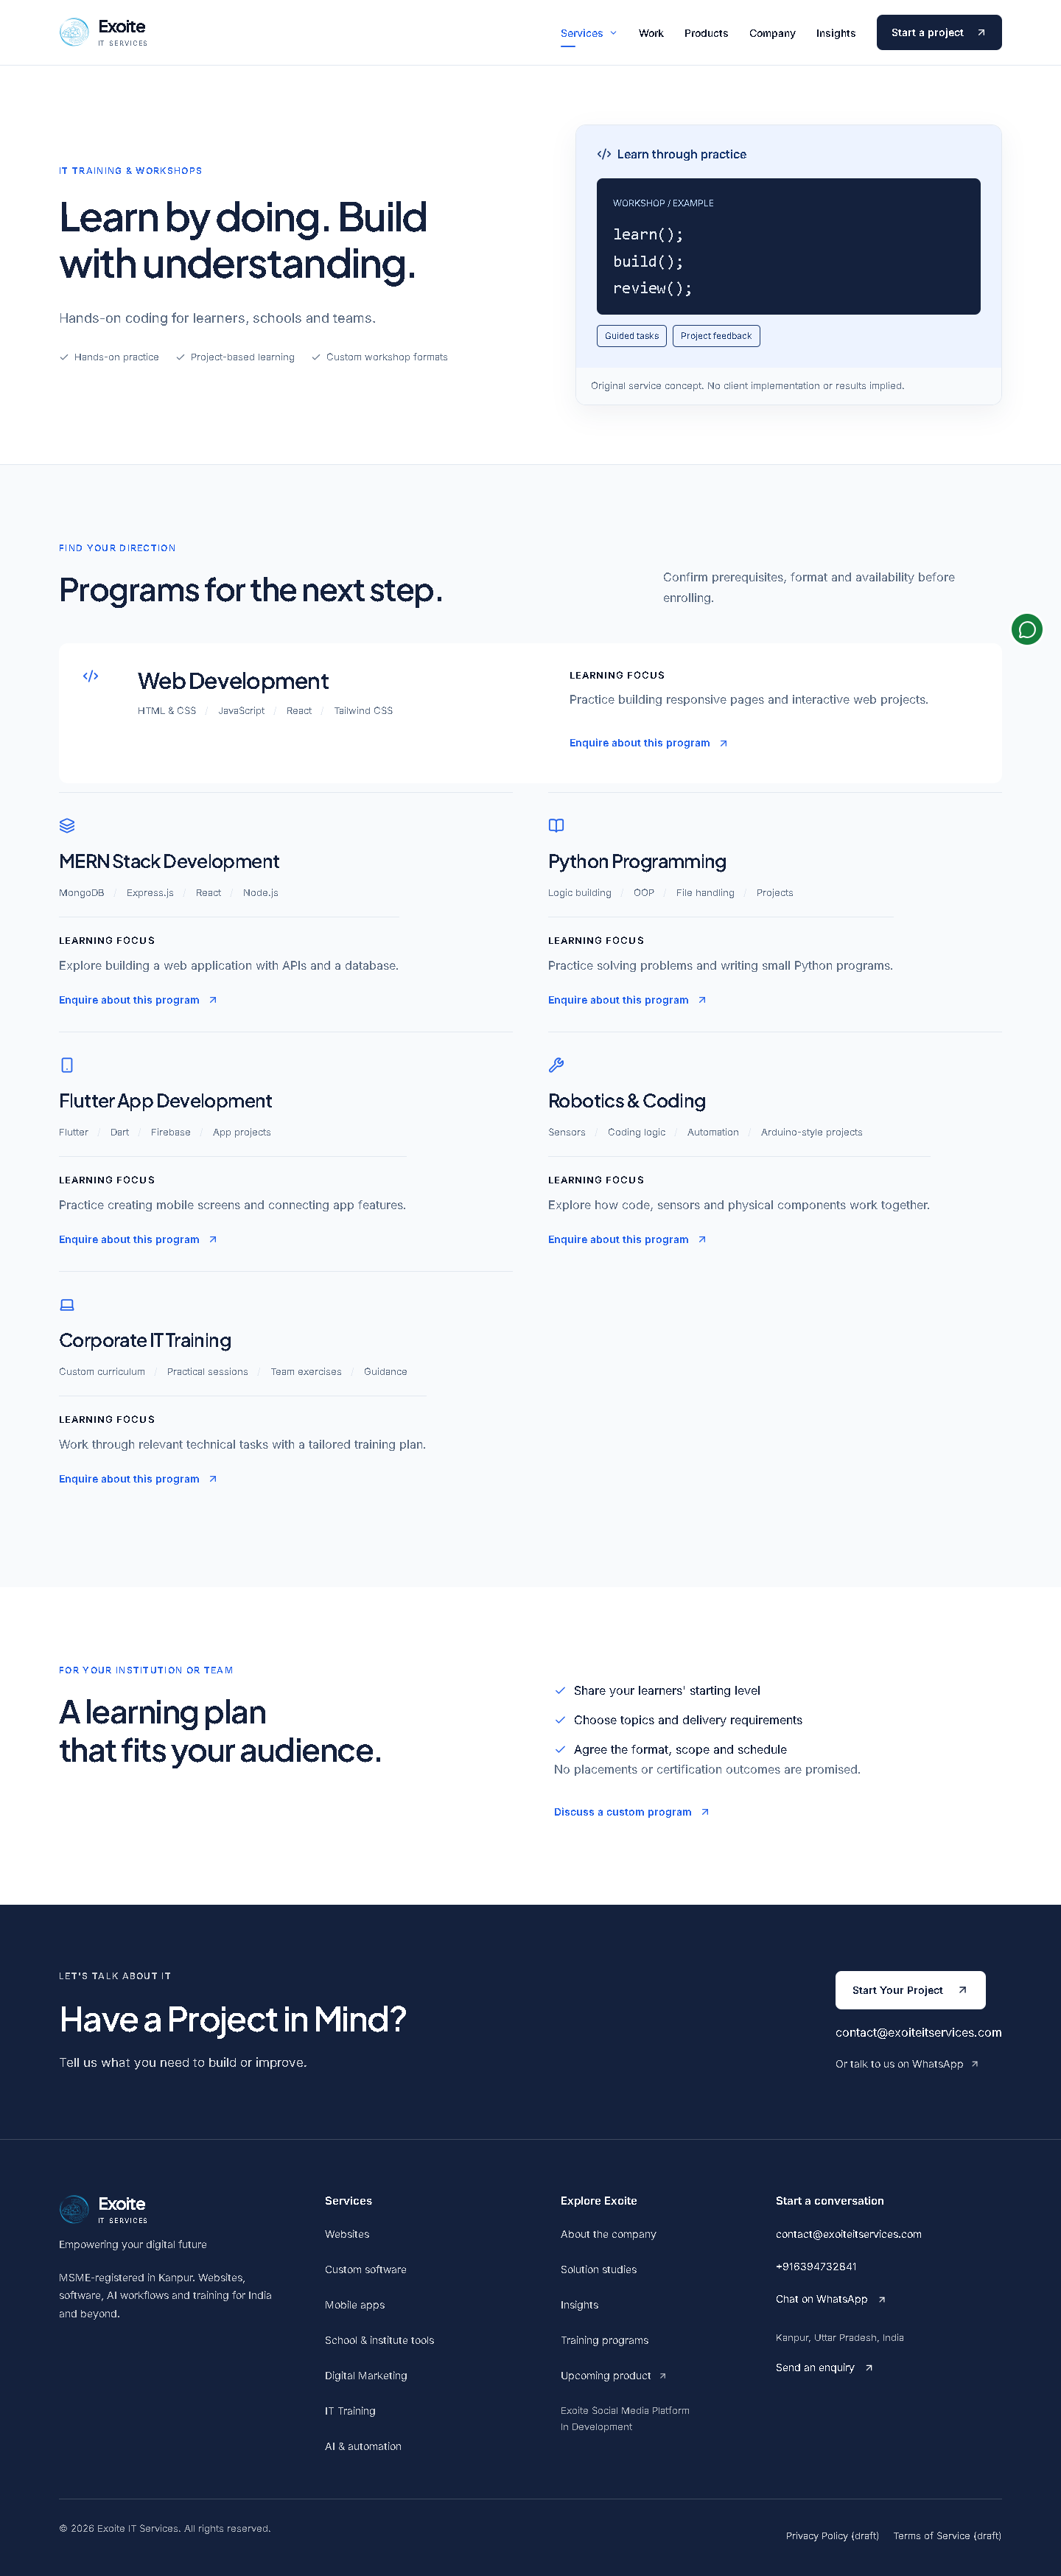 Exoite
IT SERVICES
Services
Work
Products
Company
Insights
Start a project
IT TRAINING & WORKSHOPS
Learn by doing. Build
with understanding.
Hands-on coding for learners, schools and teams.
Hands-on practice
Project-based learning
Custom workshop formats
Learn through practice
WORKSHOP / EXAMPLE
learn();
build();
review();
Guided tasks
Project feedback
Original service concept. No client implementation or results implied.
FIND YOUR DIRECTION
Programs for the next step.
Confirm prerequisites, format and availability before
enrolling.
Web Development
HTML & CSS / JavaScript / React / Tailwind CSS
LEARNING FOCUS
Practice building responsive pages and interactive web projects.
Enquire about this program
MERN Stack Development
MongoDB / Express.js / React / Node.js
LEARNING FOCUS
Explore building a web application with APIs and a database.
Enquire about this program
Python Programming
Logic building / OOP / File handling / Projects
LEARNING FOCUS
Practice solving problems and writing small Python programs.
Enquire about this program
Flutter App Development
Flutter / Dart / Firebase / App projects
LEARNING FOCUS
Practice creating mobile screens and connecting app features.
Enquire about this program
Robotics & Coding
Sensors / Coding logic / Automation / Arduino-style projects
LEARNING FOCUS
Explore how code, sensors and physical components work together.
Enquire about this program
Corporate IT Training
Custom curriculum / Practical sessions / Team exercises / Guidance
LEARNING FOCUS
Work through relevant technical tasks with a tailored training plan.
Enquire about this program
FOR YOUR INSTITUTION OR TEAM
A learning plan
that fits your audience.
Share your learners' starting level
Choose topics and delivery requirements
Agree the format, scope and schedule
No placements or certification outcomes are promised.
Discuss a custom program
LET'S TALK ABOUT IT
Have a Project in Mind?
Tell us what you need to build or improve.
Start Your Project
contact@exoiteitservices.com
Or talk to us on WhatsApp
Exoite
IT SERVICES
Empowering your digital future
MSME-registered in Kanpur. Websites,
software, AI workflows and training for India
and beyond.
Services
Websites
Custom software
Mobile apps
School & institute tools
Digital Marketing
IT Training
AI & automation
Explore Exoite
About the company
Solution studies
Insights
Training programs
Upcoming product
Exoite Social Media Platform
In Development
Start a conversation
contact@exoiteitservices.com
+916394732841
Chat on WhatsApp
Kanpur, Uttar Pradesh, India
Send an enquiry
© 2026 Exoite IT Services. All rights reserved.
Privacy Policy (draft)
Terms of Service (draft)